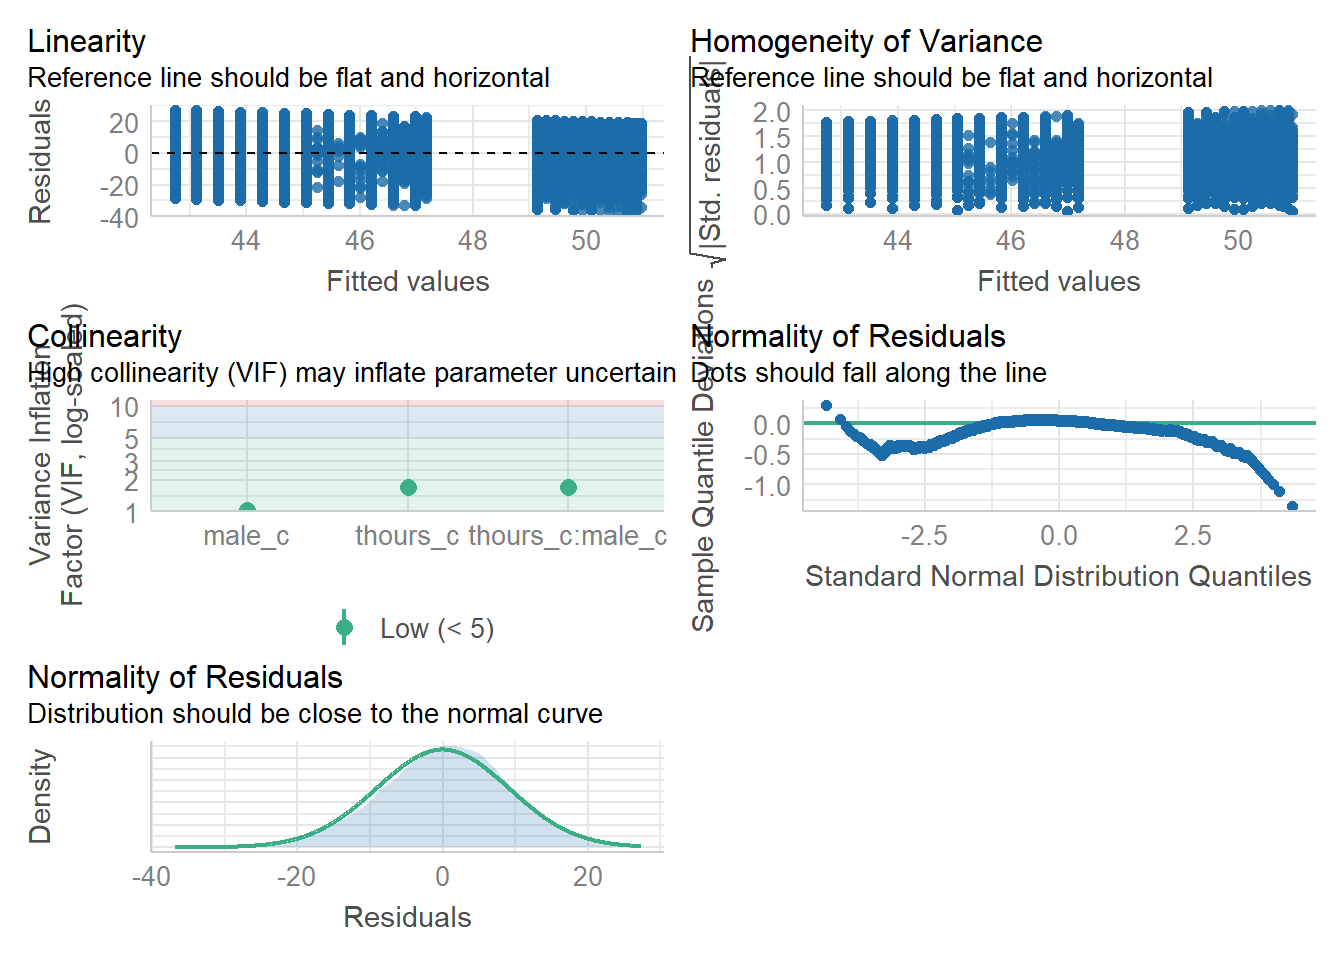 Linearity
Reference line should be flat and horizontal
Residuals
20
0
-20
-40
44
46
48
50
Fitted values
Homogeneity of Variance
Reference line should be flat and horizontal
√|Std. residuals|
2.0
1.5
1.0
0.5
0.0
44
46
48
50
Fitted values
Collinearity
High collinearity (VIF) may inflate parameter uncertain
Variance Inflation
Factor (VIF, log-scaled)
10
5
3
2
1
male_c
thours_c
thours_c:male_c
Low (< 5)
Normality of Residuals
Dots should fall along the line
Sample Quantile Deviations
0.0
-0.5
-1.0
-2.5
0.0
2.5
Standard Normal Distribution Quantiles
Normality of Residuals
Distribution should be close to the normal curve
Density
-40
-20
0
20
Residuals